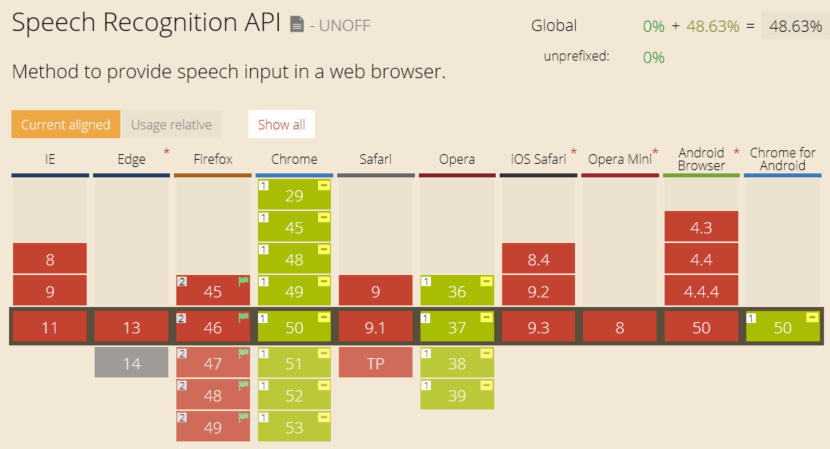 Speech Recognition API - UNOFF
Global 0% + 48.63% = 48.63%
unprefixed: 0%
Method to provide speech input in a web browser.
Current aligned Usage relative Show all
IE Edge * Firefox Chrome Safari Opera iOS Safari * Opera Mini * Android Browser * Chrome for Android
1 29 -
1 45 - 4.3
8 1 48 - 8.4 4.4
9 2 45 1 49 - 9 1 36 - 9.2 4.4.4
11 13 2 46 1 50 - 9.1 1 37 - 9.3 8 50 1 50 -
14 2 47 1 51 - TP 1 38 -
2 48 1 52 - 1 39 -
2 49 1 53 -